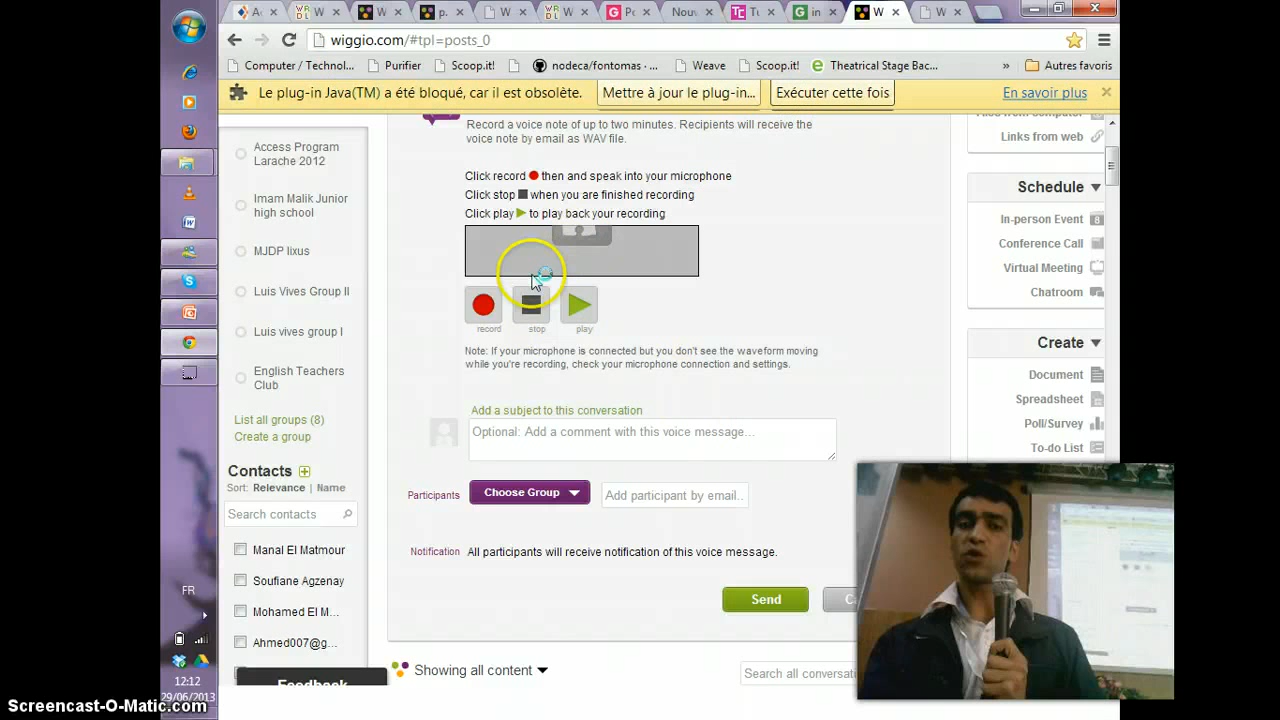 wiggio.com/#tpl=posts_0
Computer / Technol...
Purifier
Scoop.it!
nodeca/fontomas - ...
Weave
Scoop.it!
Theatrical Stage Bac...
»
Autres favoris
Le plug-in Java(TM) a été bloqué, car il est obsolète.
Mettre à jour le plug-in...
Exécuter cette fois
En savoir plus
Record a voice note of up to two minutes. Recipients will receive the
voice note by email as WAV file.
Click record then and speak into your microphone
Click stop when you are finished recording
Click play to play back your recording
record
stop
play
Note: If your microphone is connected but you don't see the waveform moving
while you're recording, check your microphone connection and settings.
Add a subject to this conversation
Optional: Add a comment with this voice message...
Participants
Choose Group
Add participant by email..
Notification
All participants will receive notification of this voice message.
Send
Showing all content
Search all conversati
Access Program
Larache 2012
Imam Malik Junior
high school
MJDP lixus
Luis Vives Group II
Luis vives group I
English Teachers
Club
List all groups (8)
Create a group
Contacts
Sort: Relevance | Name
Search contacts
Manal El Matmour
Soufiane Agzenay
Mohamed El M...
Ahmed007@g...
Feedback
Links from web
Schedule
In-person Event
8
Conference Call
Virtual Meeting
Chatroom
Create
Document
Spreadsheet
Poll/Survey
To-do List
FR
12:12
29/06/2013
Screencast-O-Matic.com